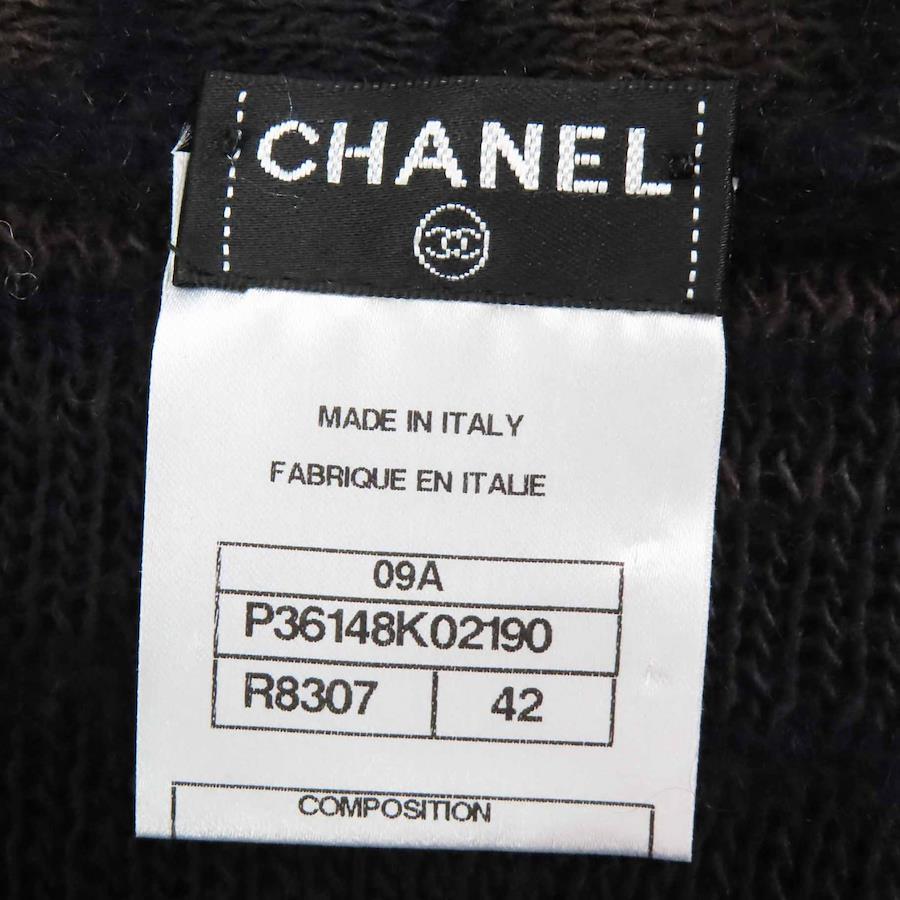 CHANEL
MADE IN ITALY
FABRIQUE EN ITALIE
09A
P36148K02190
R8307 42
COMPOSITION